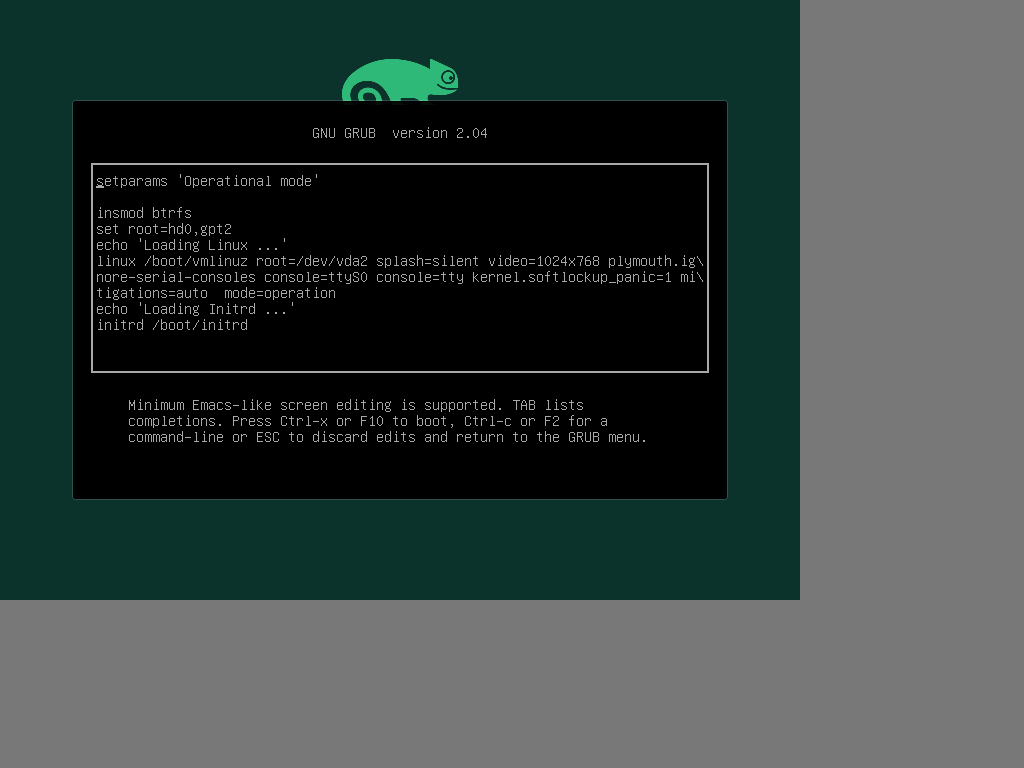 GNU GRUB  version 2.04
setparams 'Operational mode'
insmod btrfs
set root=hd0,gpt2
echo 'Loading Linux ...'
linux /boot/vmlinuz root=/dev/vda2 splash=silent video=1024x768 plymouth.ig\
nore-serial-consoles console=ttyS0 console=tty kernel.softlockup_panic=1 mi\
tigations=auto  mode=operation
echo 'Loading Initrd ...'
initrd /boot/initrd
Minimum Emacs-like screen editing is supported. TAB lists
completions. Press Ctrl-x or F10 to boot, Ctrl-c or F2 for a
command-line or ESC to discard edits and return to the GRUB menu.